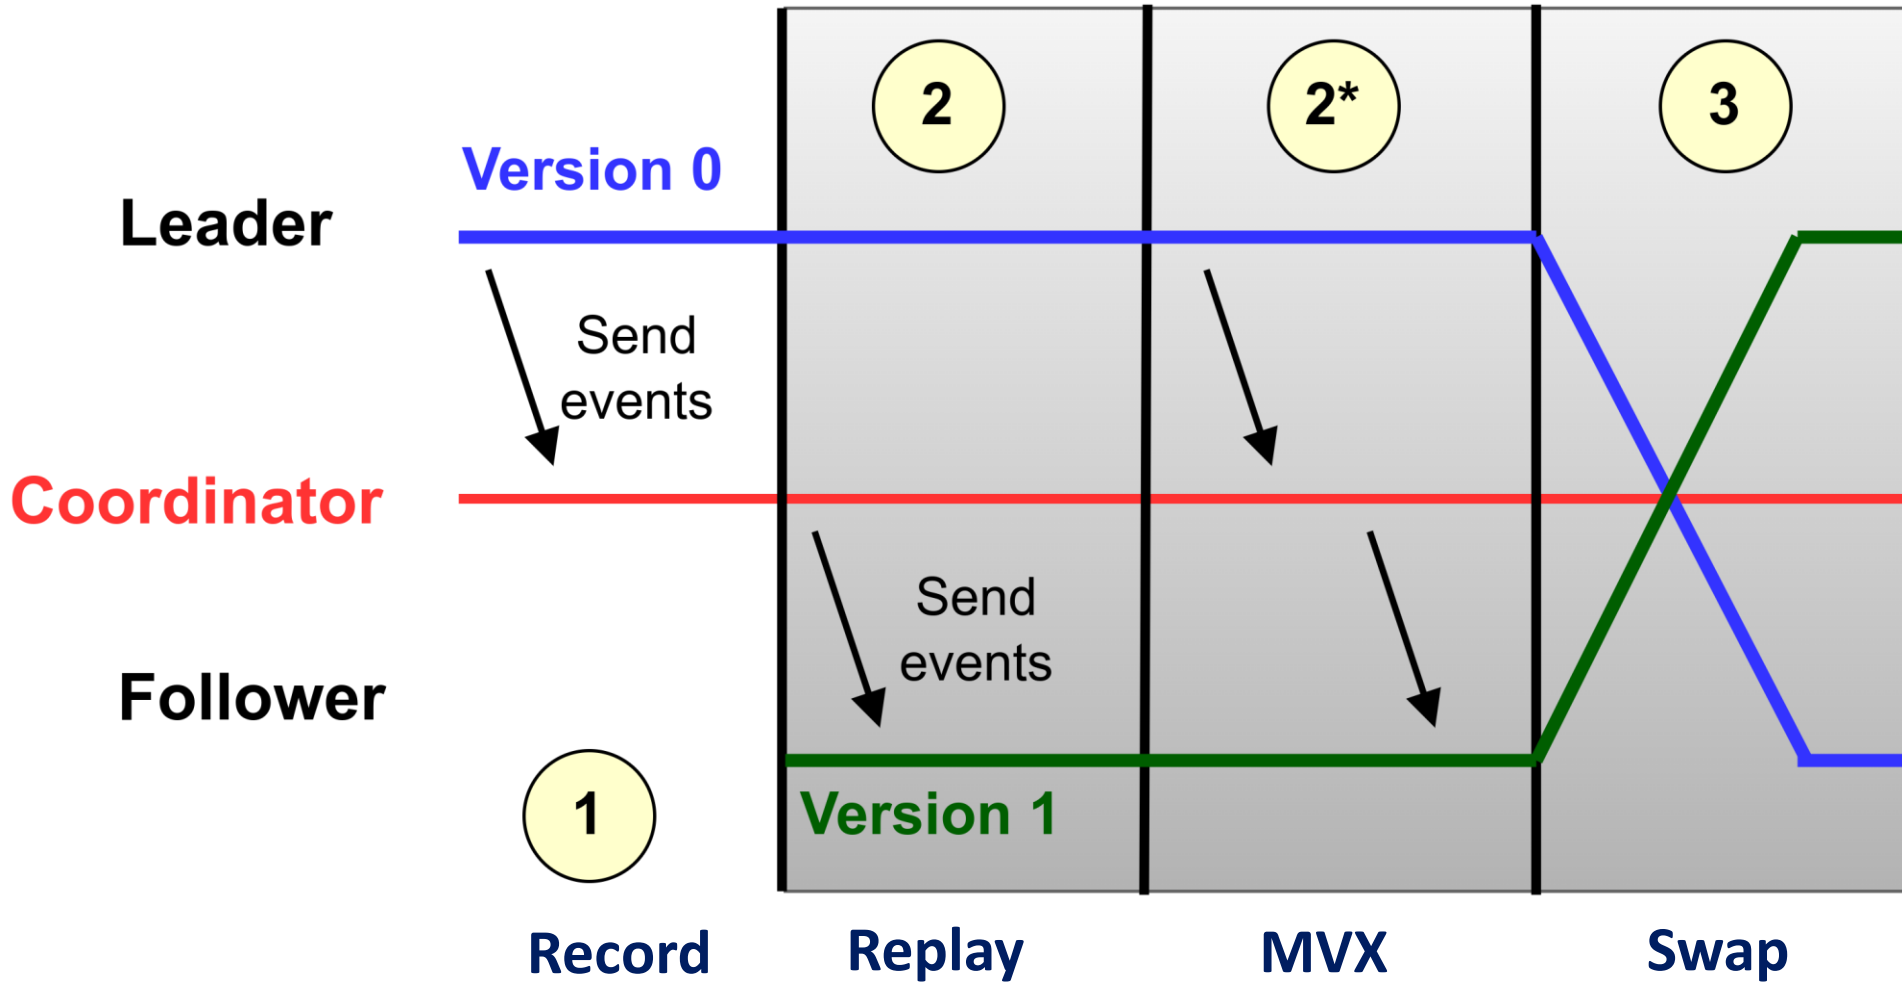 2
2*
3
Version 0
Leader
Send
events
Coordinator
Send
events
Follower
1
Version 1
Record
Replay
MVX
Swap